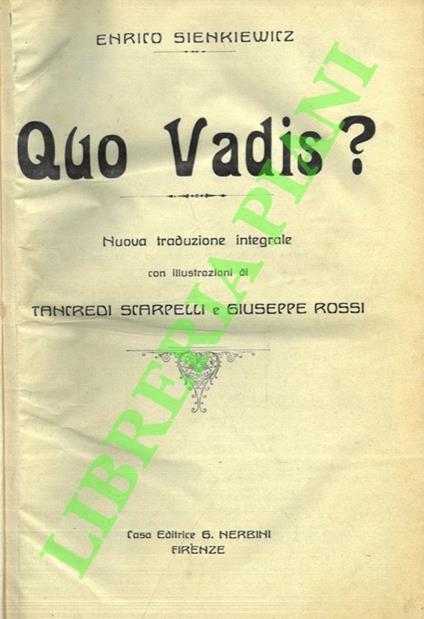 ENRICO SIENKIEWICZ
Quo Vadis?
Nuova traduzione integrale
con illustrazioni di
TANCREDI SCARPELLI e GIUSEPPE ROSSI
Casa Editrice G. NERBINI
FIRENZE
LIBRERIA PIANI